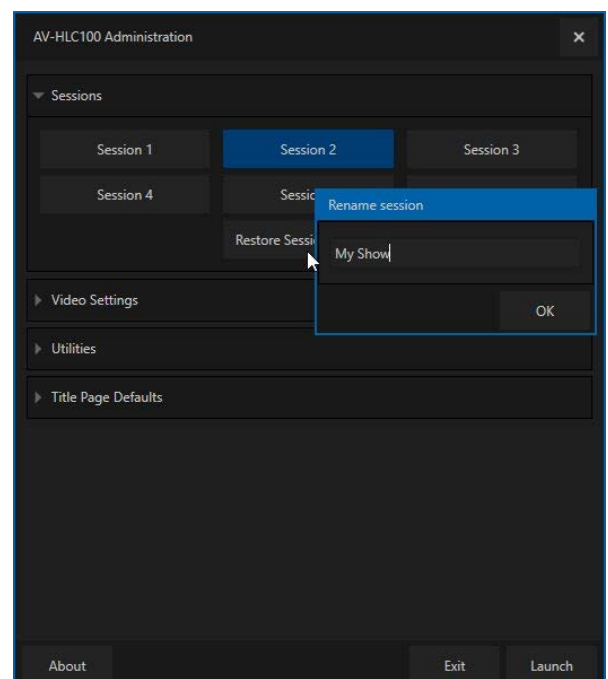 AV-HLC100 Administration
Sessions
Session 1 Session 2 Session 3
Session 4
Rename session
My Show
OK
Video Settings
Utilities
Title Page Defaults
About Exit Launch